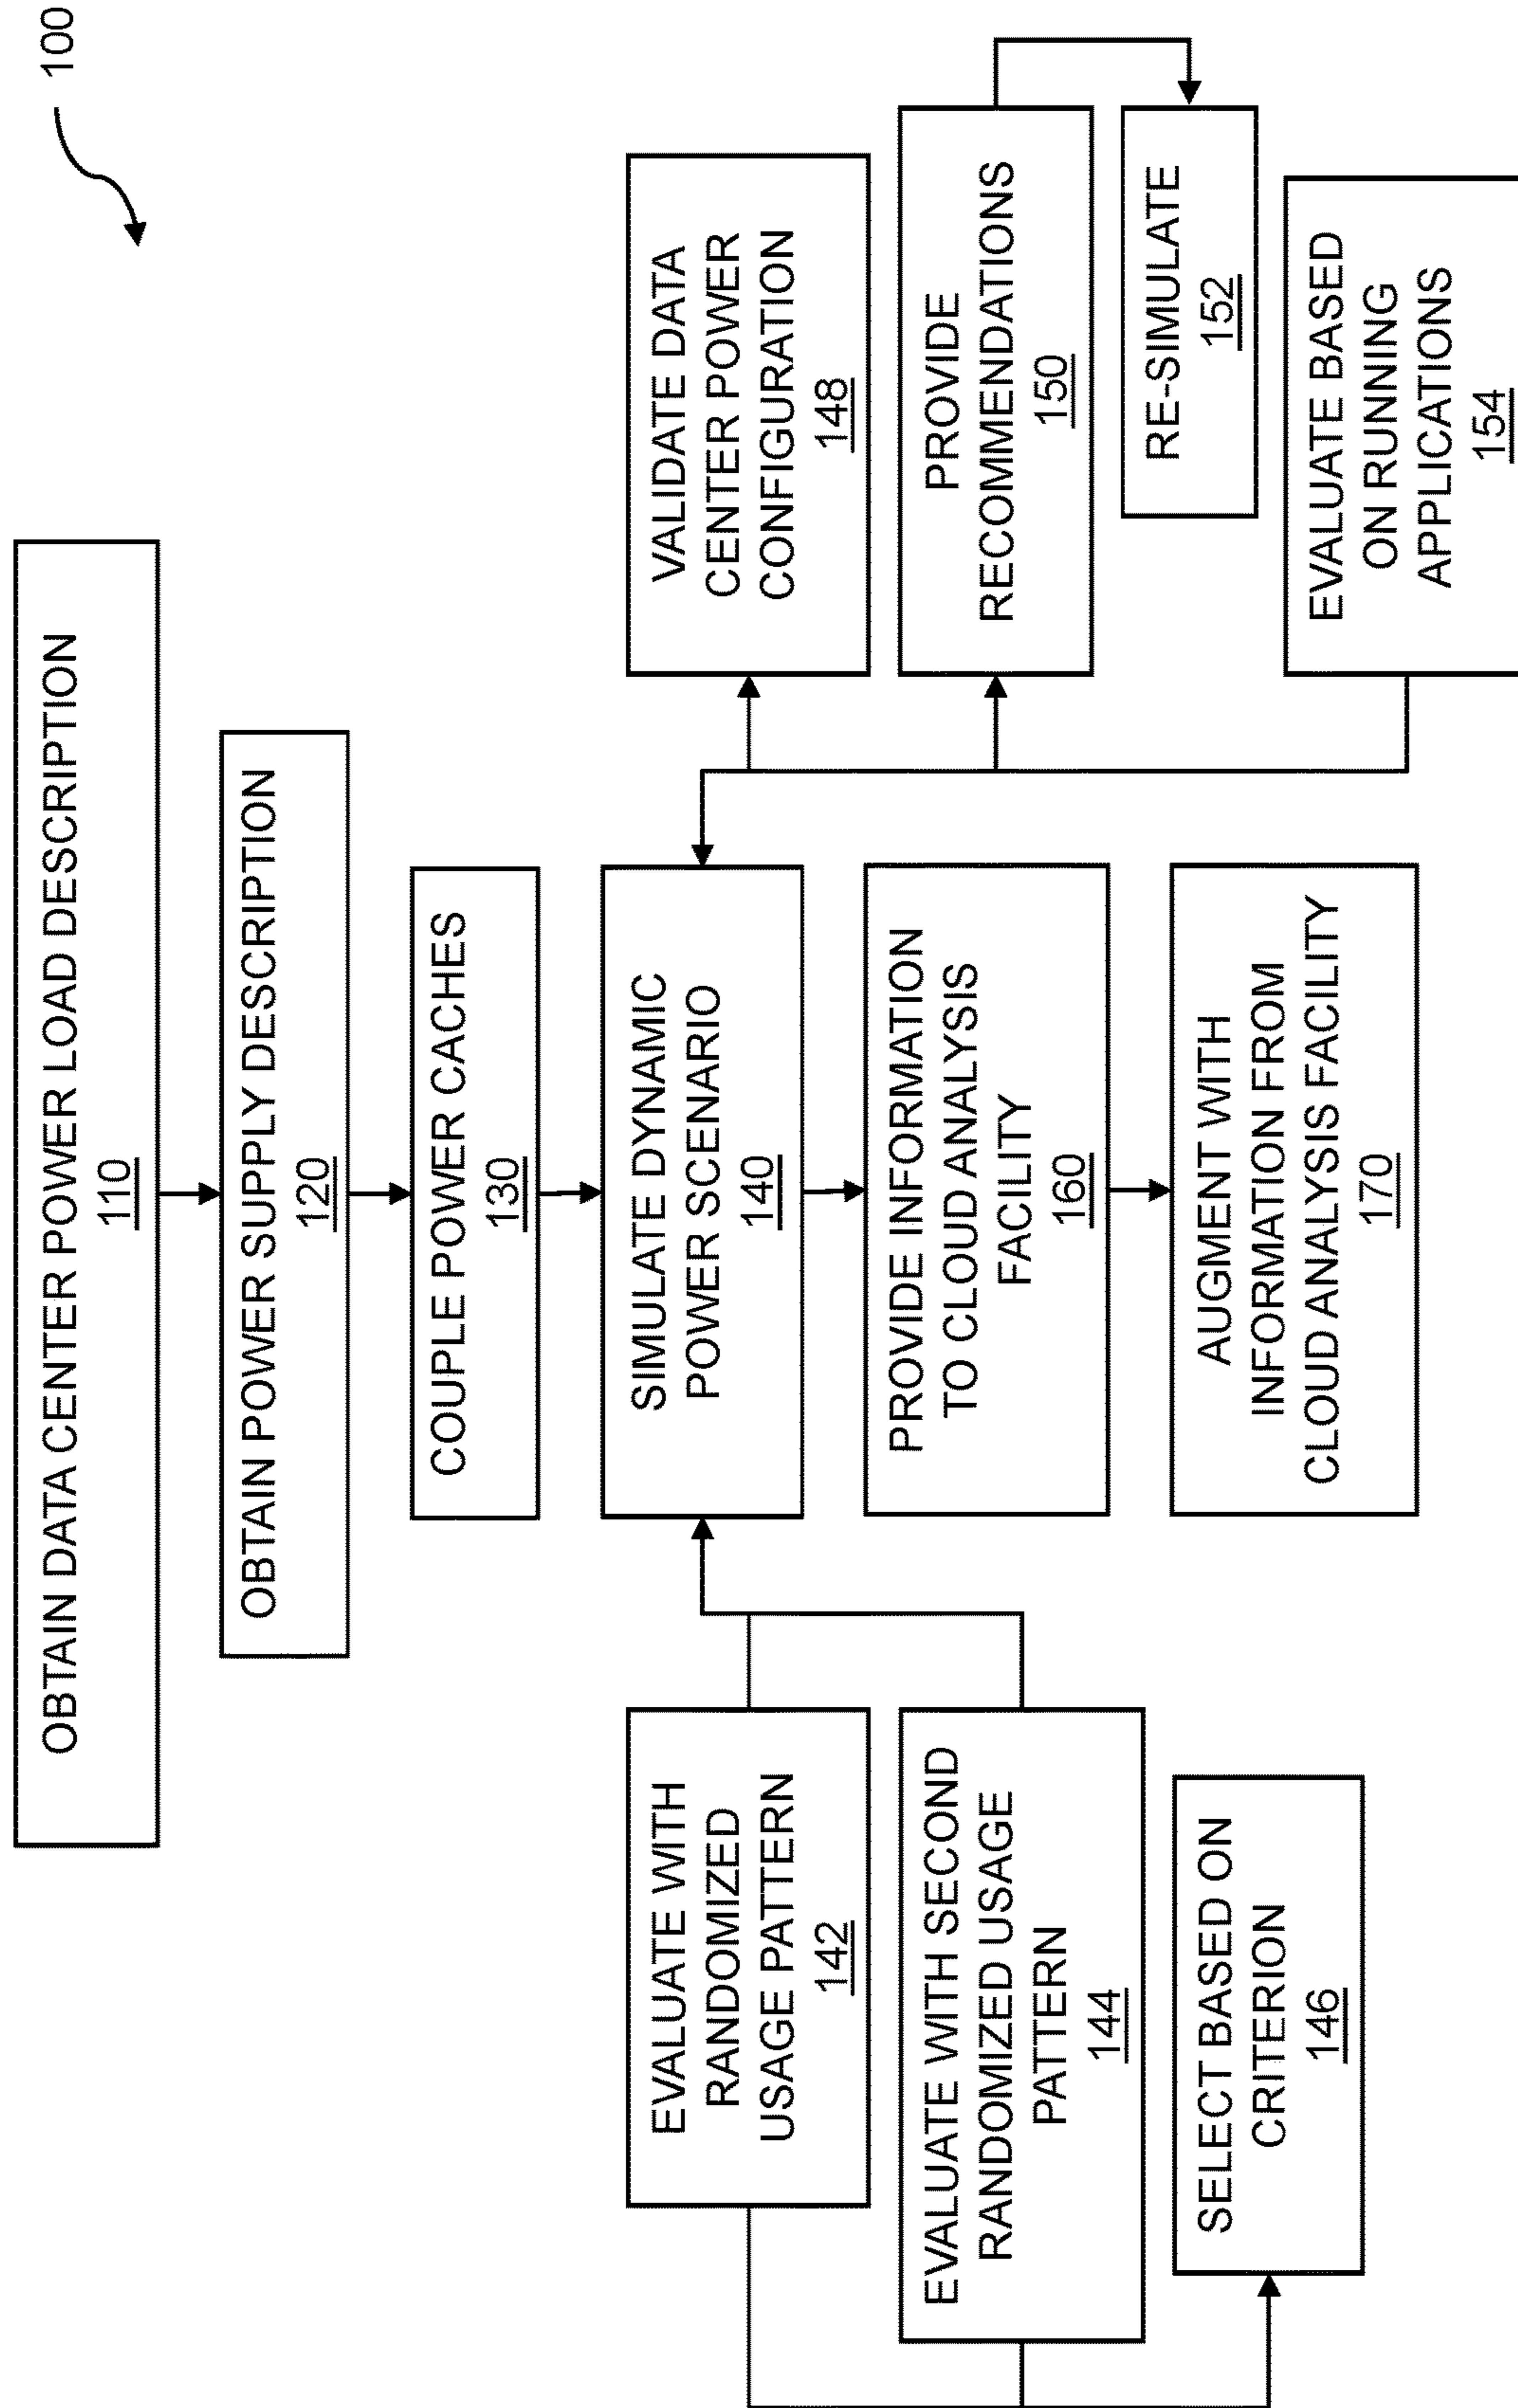 100
OBTAIN DATA CENTER POWER LOAD DESCRIPTION
110
OBTAIN POWER SUPPLY DESCRIPTION
120
COUPLE POWER CACHES
130
SIMULATE DYNAMIC
POWER SCENARIO
140
EVALUATE WITH
RANDOMIZED
USAGE PATTERN
142
EVALUATE WITH SECOND
RANDOMIZED USAGE
PATTERN
144
SELECT BASED ON
CRITERION
146
VALIDATE DATA
CENTER POWER
CONFIGURATION
148
PROVIDE
RECOMMENDATIONS
150
RE-SIMULATE
152
EVALUATE BASED
ON RUNNING
APPLICATIONS
154
PROVIDE INFORMATION
TO CLOUD ANALYSIS
FACILITY
160
AUGMENT WITH
INFORMATION FROM
CLOUD ANALYSIS FACILITY
170